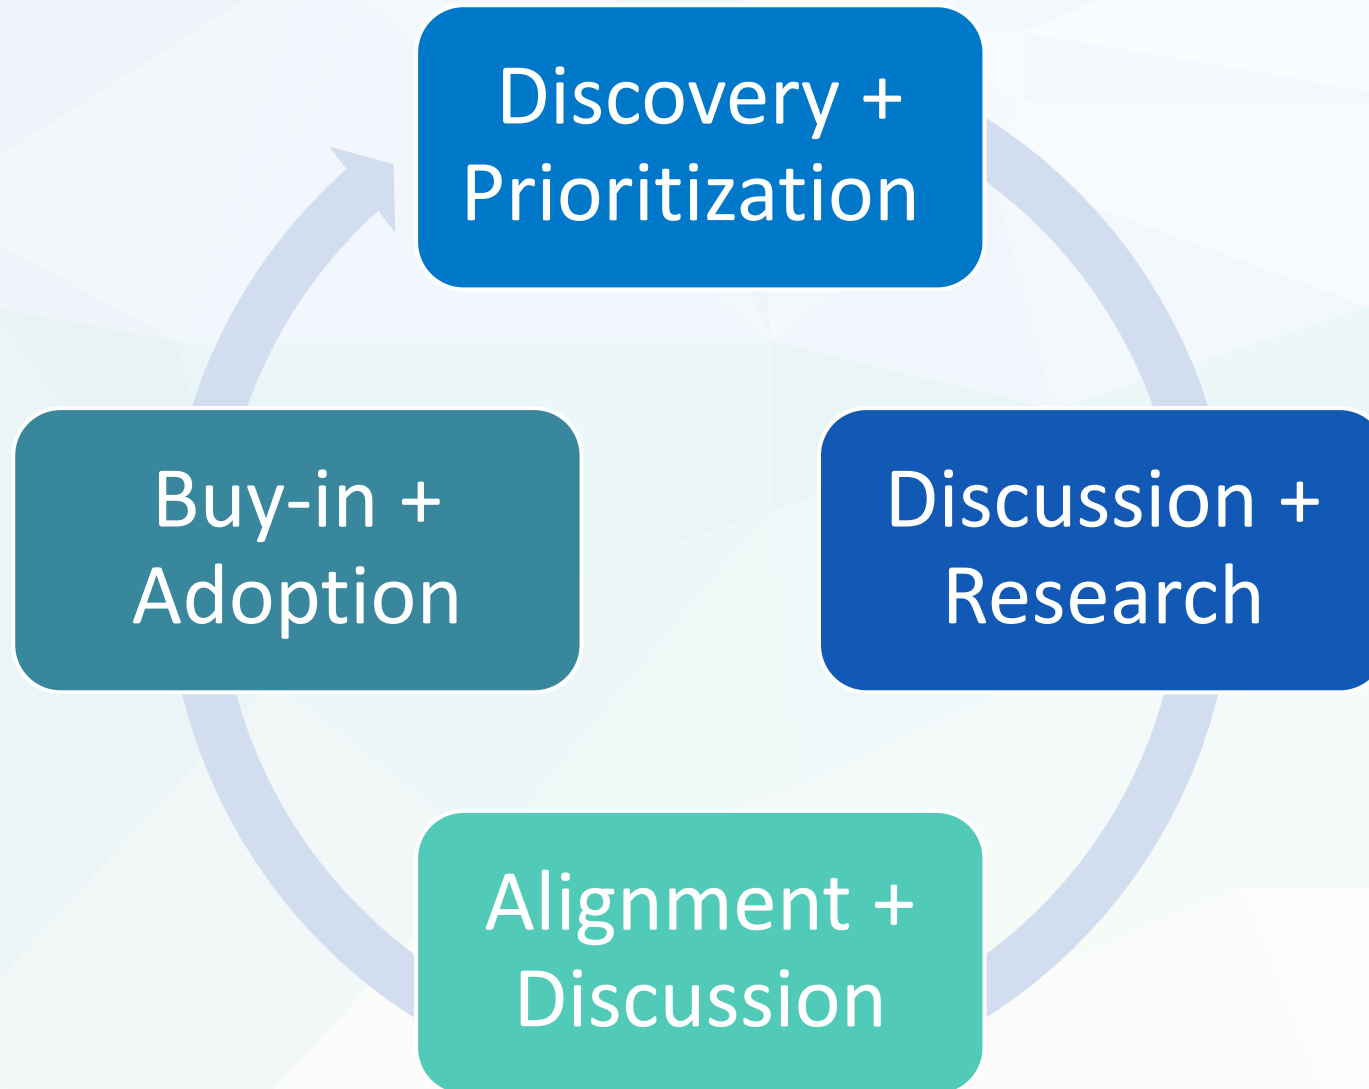 Discovery +
Prioritization
Discussion +
Research
Alignment +
Discussion
Buy-in +
Adoption